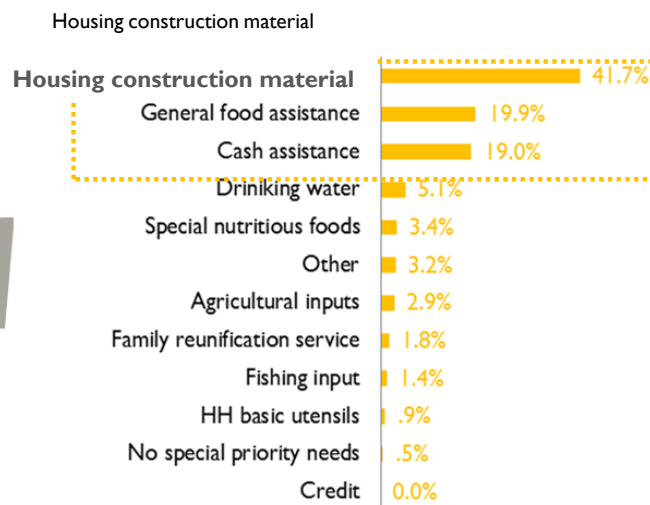 Housing construction material
Housing construction material 41.7%
General food assistance 19.9%
Cash assistance 19.0%
Driniking water 5.1%
Special nutritious foods 3.4%
Other 3.2%
Agricultural inputs 2.9%
Family reunification service 1.8%
Fishing input 1.4%
HH basic utensils .9%
No special priority needs .5%
Credit 0.0%